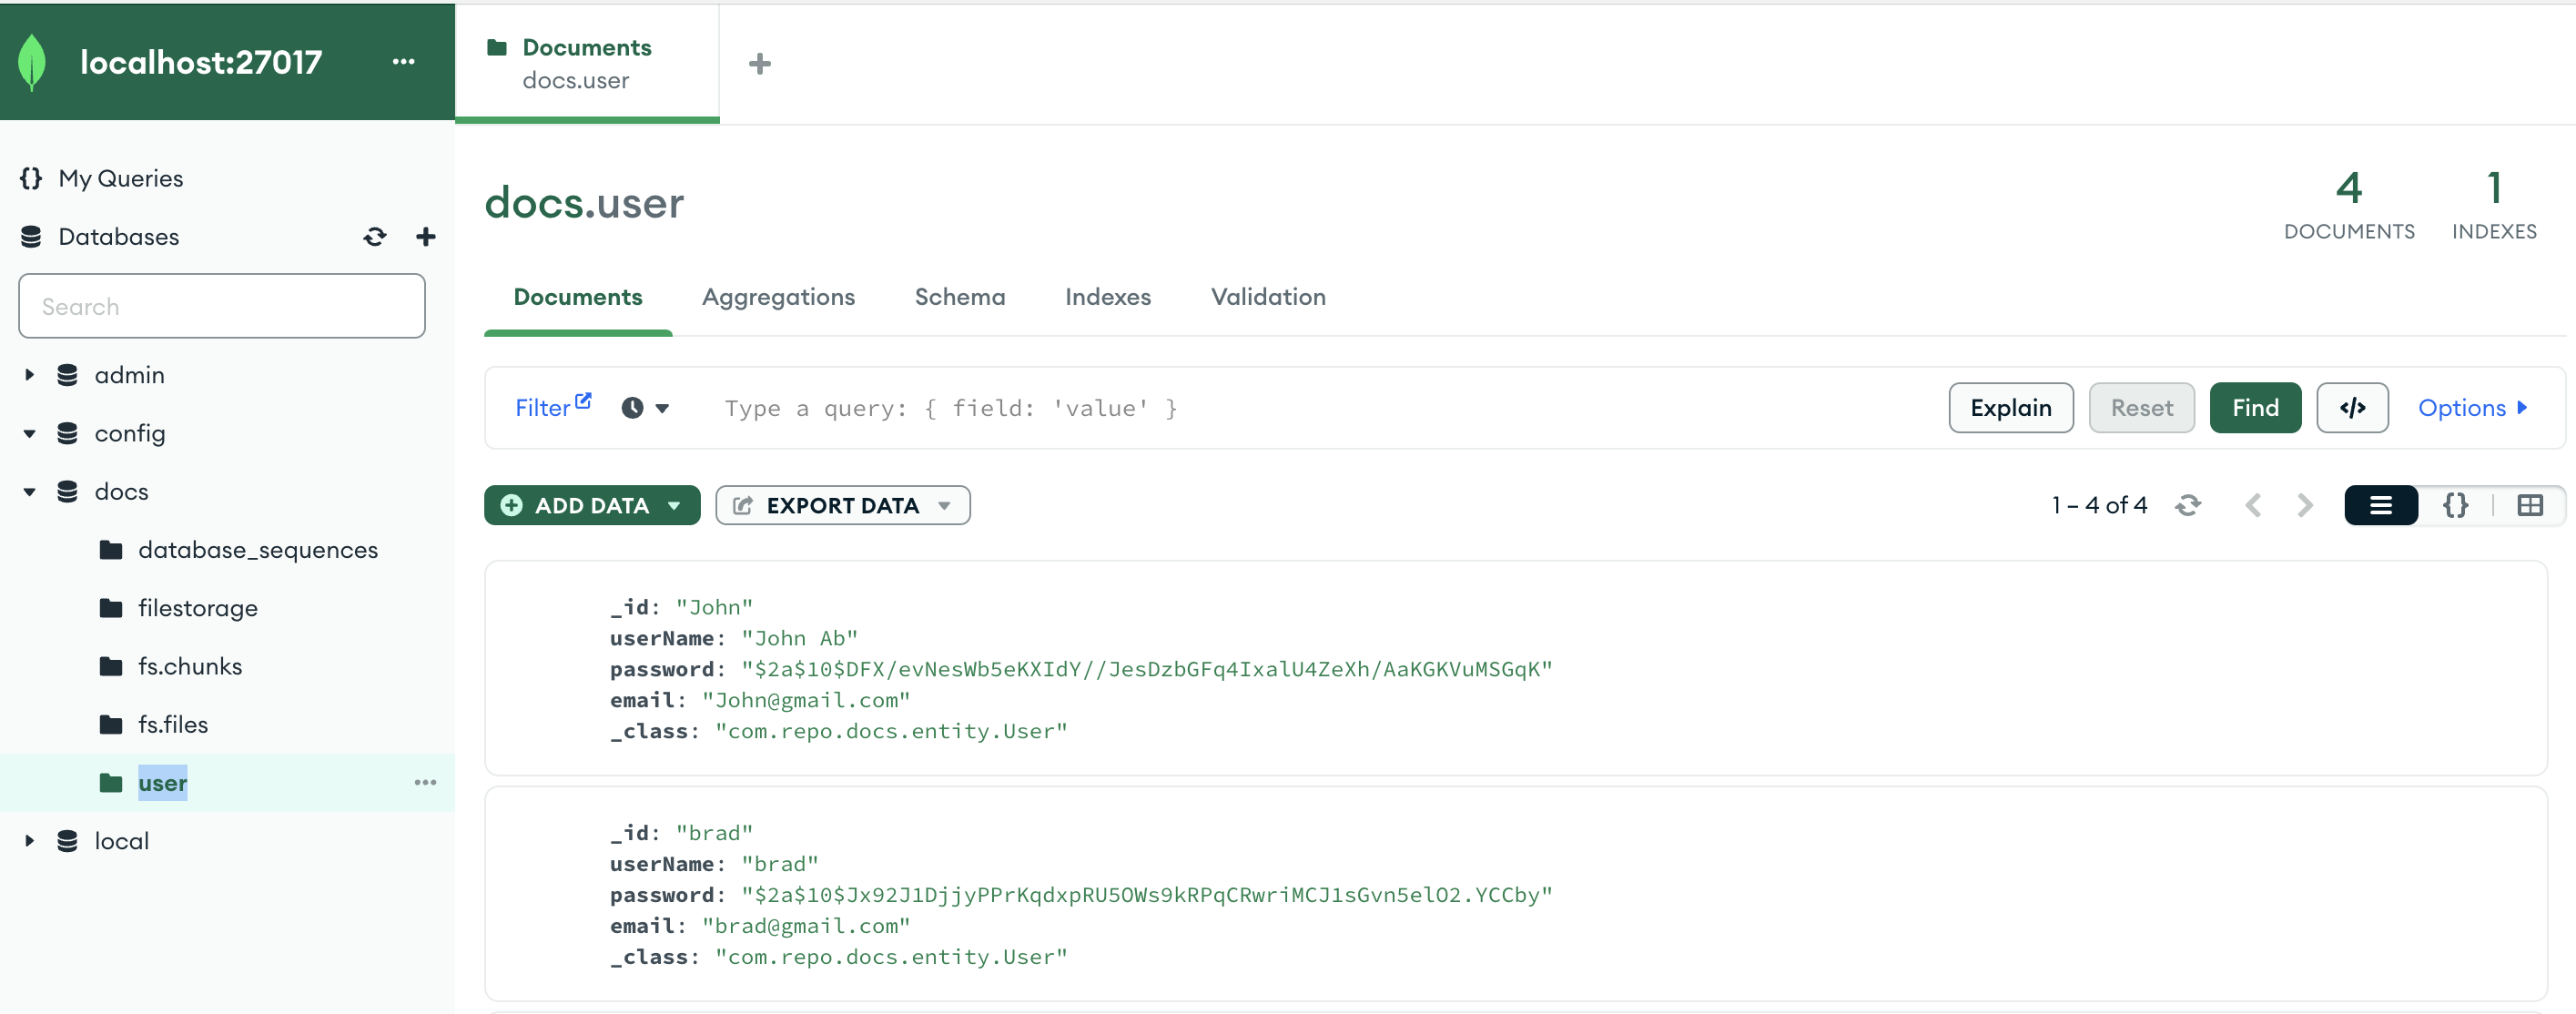 localhost:27017
Documents
docs.user
My Queries
Databases
Search
admin
config
docs
database_sequences
filestorage
fs.chunks
fs.files
user
local
docs.user
4
DOCUMENTS
1
INDEXES
Documents Aggregations Schema Indexes Validation
Filter Type a query: { field: 'value' } Explain Reset Find </> Options
ADD DATA EXPORT DATA 1 – 4 of 4 {}
_id: "John"
userName: "John Ab"
password: "$2a$10$DFX/evNesWb5eKXIdY//JesDzbGFq4IxalU4ZeXh/AaKGKVuMSGqK"
email: "John@gmail.com"
_class: "com.repo.docs.entity.User"
_id: "brad"
userName: "brad"
password: "$2a$10$Jx92J1DjjyPPrKqdxpRU5OWs9kRPqCRwriMCJ1sGvn5elO2.YCCby"
email: "brad@gmail.com"
_class: "com.repo.docs.entity.User"